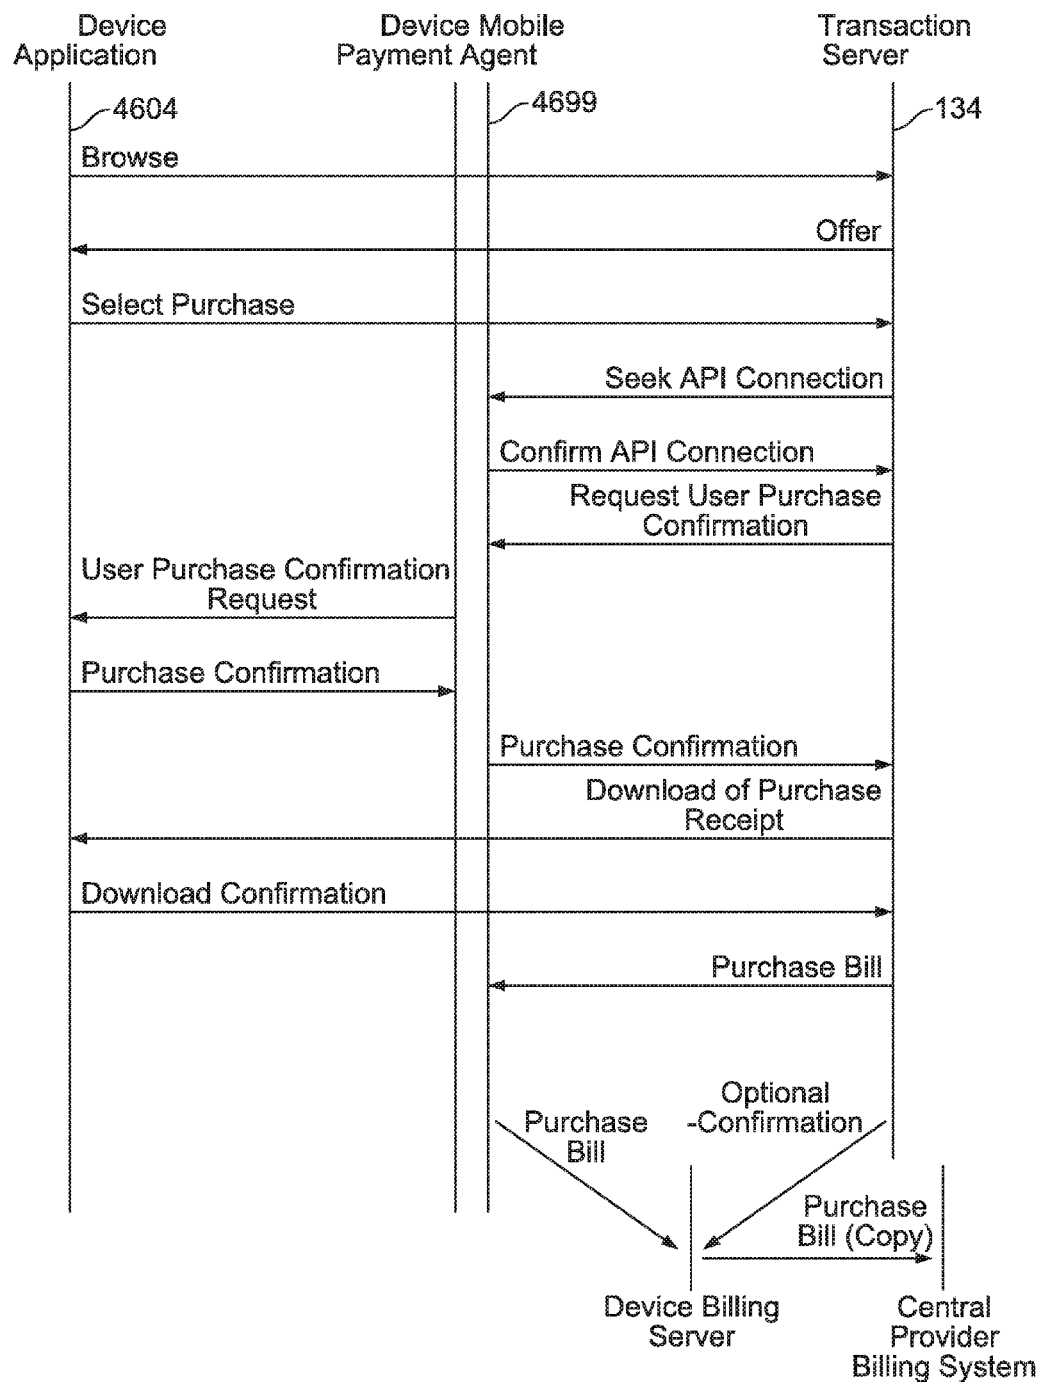 Device
Application
Device Mobile
Payment Agent
Transaction
Server
4604
4699
134
Browse
Offer
Select Purchase
Seek API Connection
Confirm API Connection
Request User Purchase
Confirmation
User Purchase Confirmation
Request
Purchase Confirmation
Purchase Confirmation
Download of Purchase
Receipt
Download Confirmation
Purchase Bill
Purchase
Bill
Optional
-Confirmation
Purchase
Bill (Copy)
Device Billing
Server
Central
Provider
Billing System